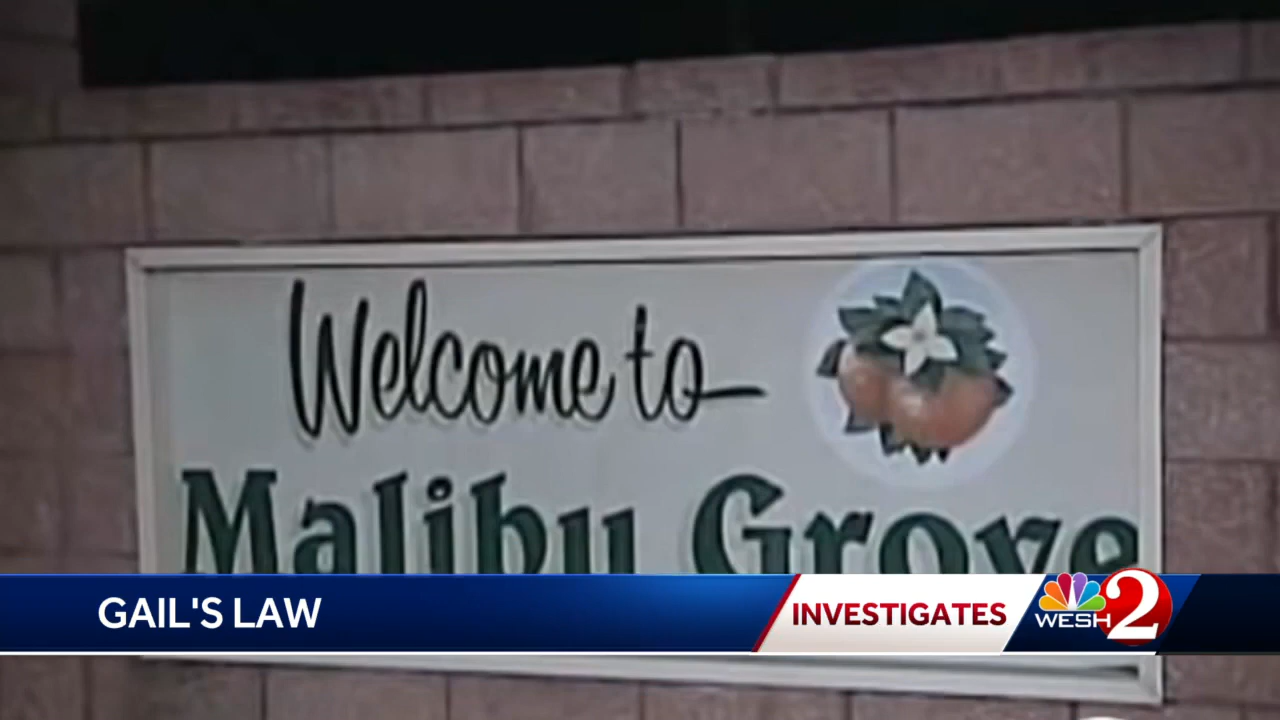 Welcome to
Malibu Grove
GAIL'S LAW
INVESTIGATES
WESH 2